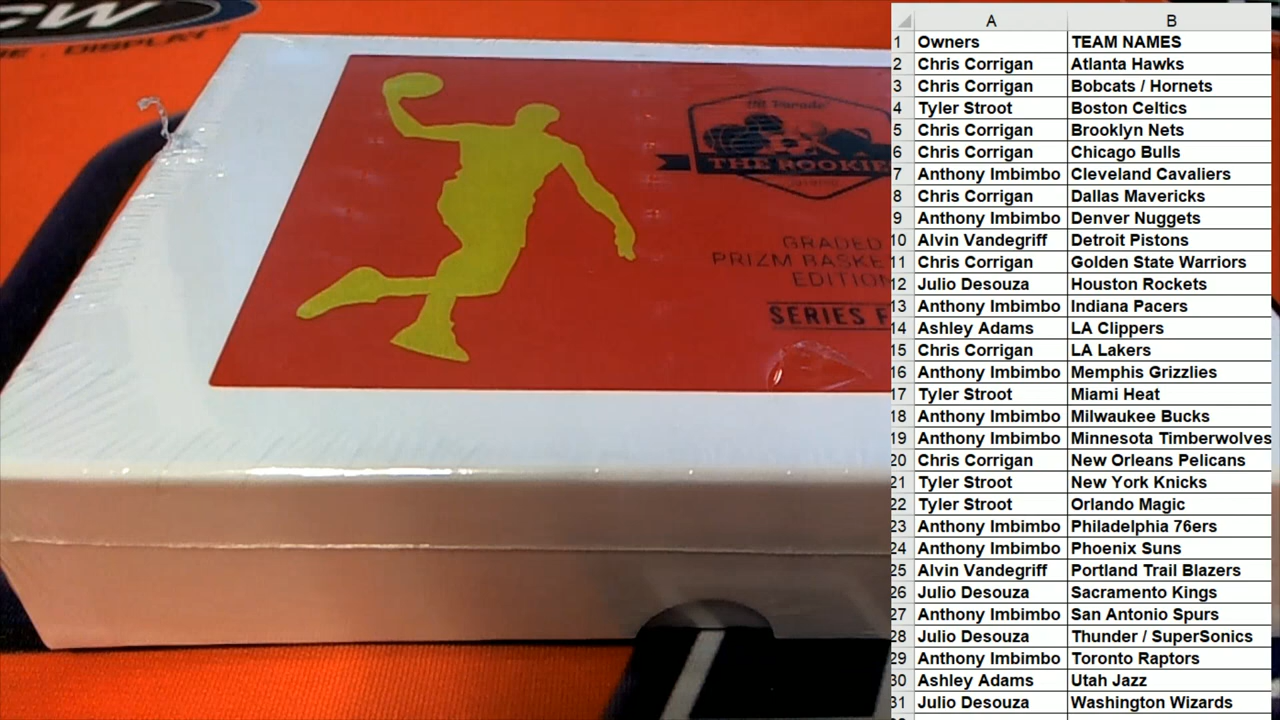 CW
DISPLAY™
Hit Parade
THE ROOKIE
GRADED
PRIZM BASKE
EDITION
SERIES F
A B
1 Owners TEAM NAMES
2 Chris Corrigan Atlanta Hawks
3 Chris Corrigan Bobcats / Hornets
4 Tyler Stroot Boston Celtics
5 Chris Corrigan Brooklyn Nets
6 Chris Corrigan Chicago Bulls
7 Anthony Imbimbo Cleveland Cavaliers
8 Chris Corrigan Dallas Mavericks
9 Anthony Imbimbo Denver Nuggets
10 Alvin Vandegriff Detroit Pistons
11 Chris Corrigan Golden State Warriors
12 Julio Desouza Houston Rockets
13 Anthony Imbimbo Indiana Pacers
14 Ashley Adams LA Clippers
15 Chris Corrigan LA Lakers
16 Anthony Imbimbo Memphis Grizzlies
17 Tyler Stroot Miami Heat
18 Anthony Imbimbo Milwaukee Bucks
19 Anthony Imbimbo Minnesota Timberwolves
20 Chris Corrigan New Orleans Pelicans
21 Tyler Stroot New York Knicks
22 Tyler Stroot Orlando Magic
23 Anthony Imbimbo Philadelphia 76ers
24 Anthony Imbimbo Phoenix Suns
25 Alvin Vandegriff Portland Trail Blazers
26 Julio Desouza Sacramento Kings
27 Anthony Imbimbo San Antonio Spurs
28 Julio Desouza Thunder / SuperSonics
29 Anthony Imbimbo Toronto Raptors
30 Ashley Adams Utah Jazz
31 Julio Desouza Washington Wizards